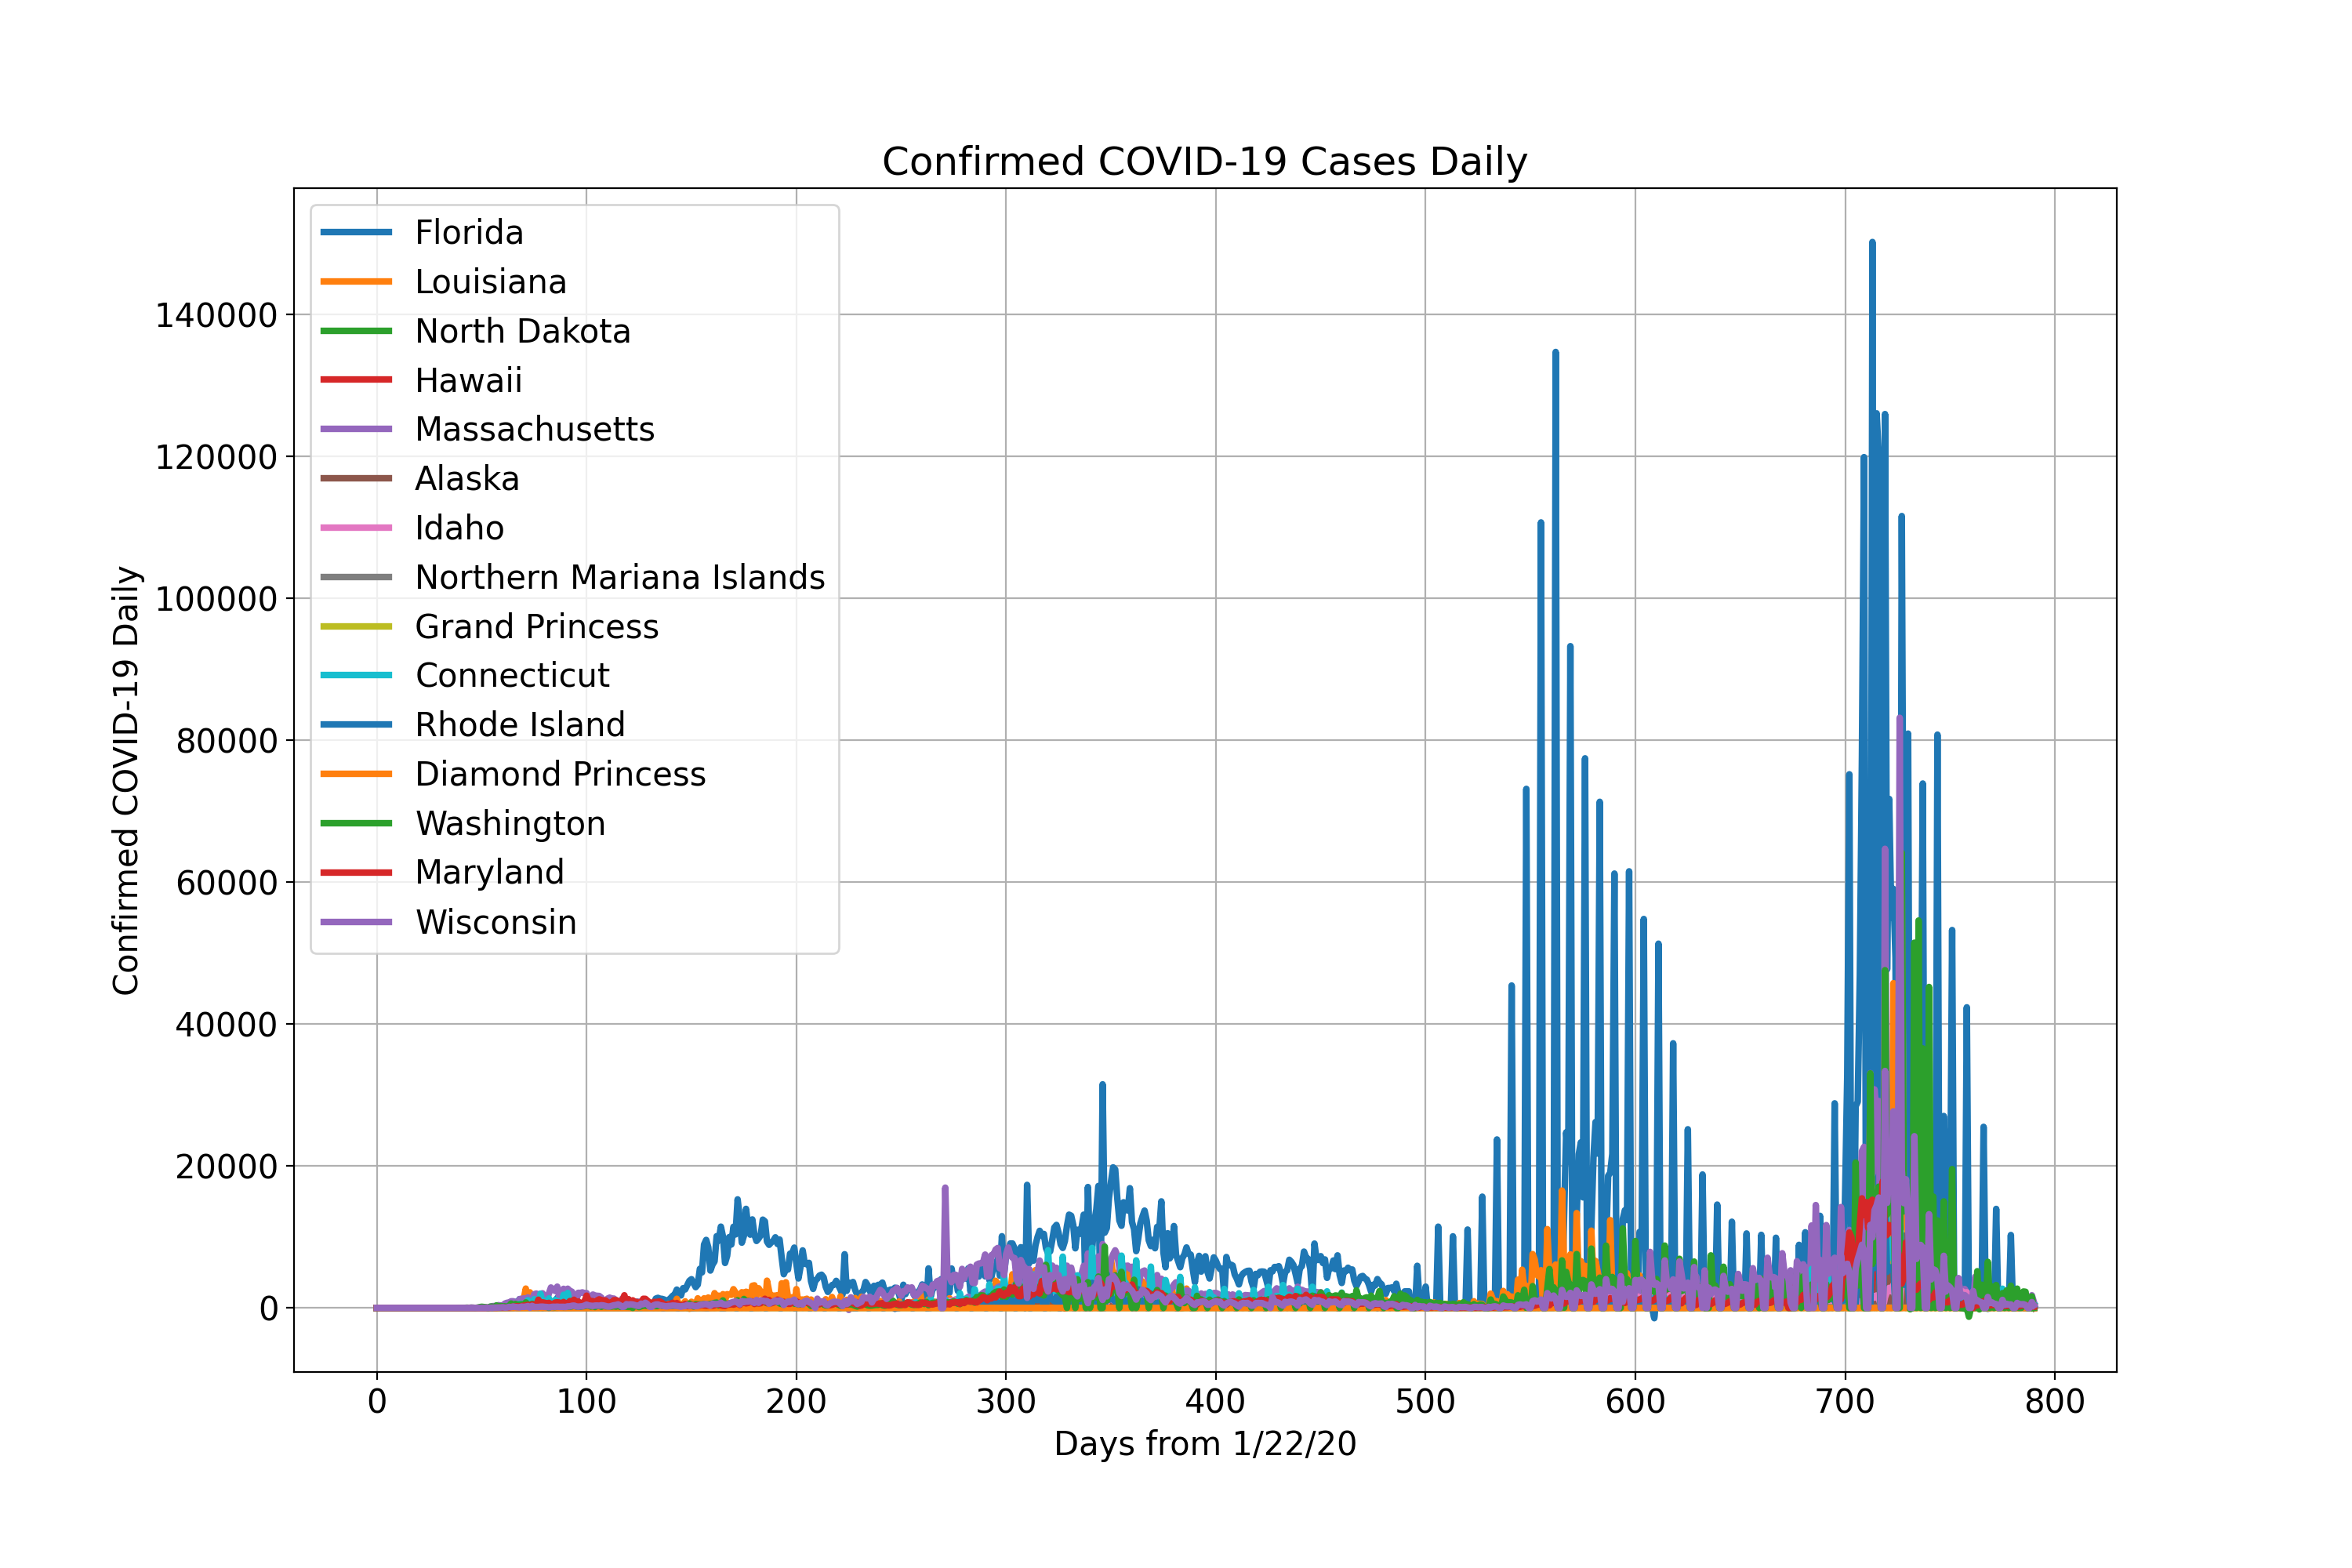 Confirmed COVID-19 Cases Daily
Florida
Louisiana
North Dakota
Hawaii
Massachusetts
Alaska
Idaho
Northern Mariana Islands
Grand Princess
Connecticut
Rhode Island
Diamond Princess
Washington
Maryland
Wisconsin
Confirmed COVID-19 Daily
140000
120000
100000
80000
60000
40000
20000
0
0 100 200 300 400 500 600 700 800
Days from 1/22/20